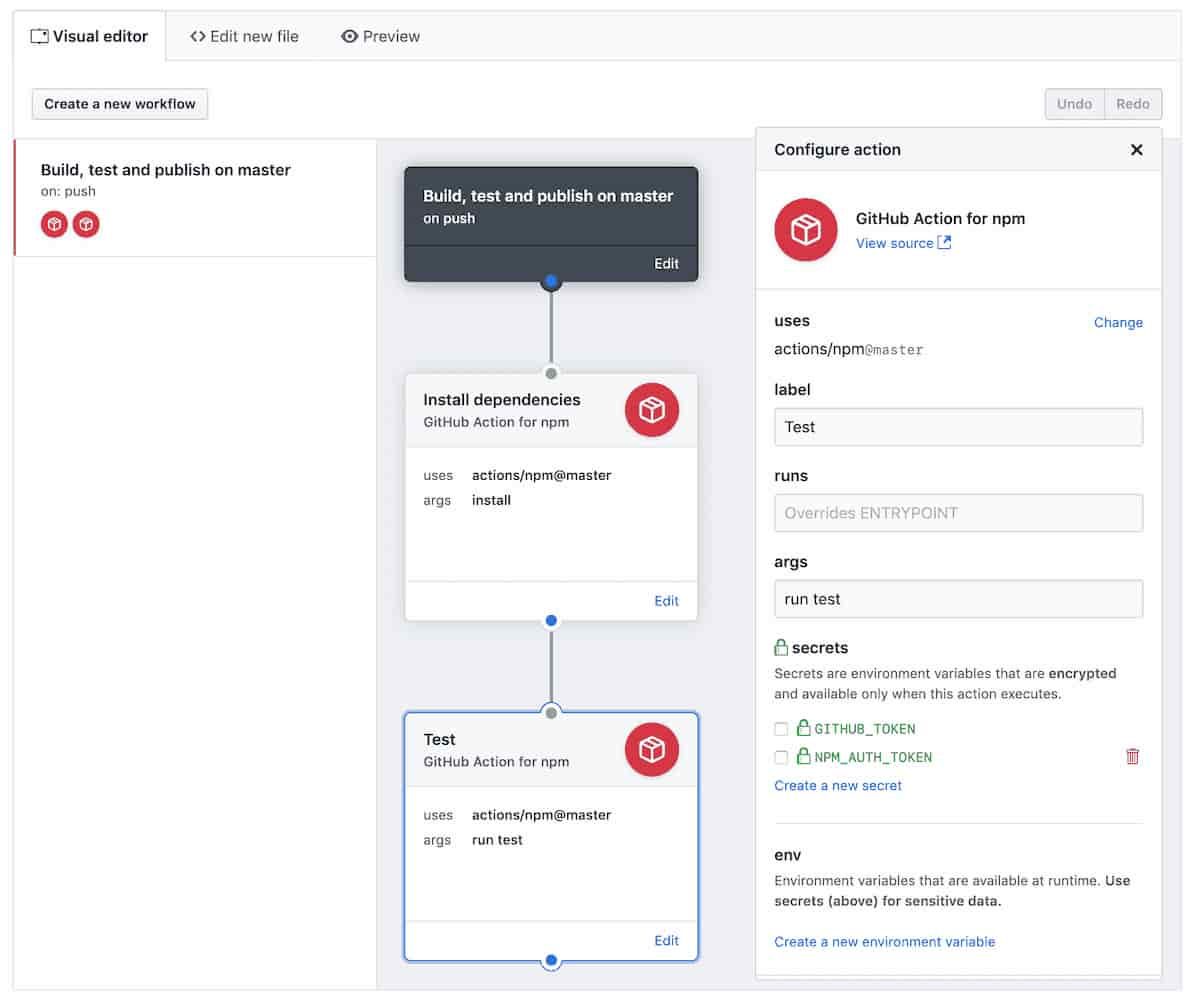 Visual editor
Edit new file
Preview
Create a new workflow
Undo
Redo
Build, test and publish on master
on: push
Build, test and publish on master
on push
Edit
Install dependencies
GitHub Action for npm
uses actions/npm@master
args install
Edit
Test
GitHub Action for npm
uses actions/npm@master
args run test
Edit
Configure action
GitHub Action for npm
View source
uses
Change
actions/npm@master
label
Test
runs
Overrides ENTRYPOINT
args
run test
secrets
Secrets are environment variables that are encrypted
and available only when this action executes.
GITHUB_TOKEN
NPM_AUTH_TOKEN
Create a new secret
env
Environment variables that are available at runtime. Use
secrets (above) for sensitive data.
Create a new environment variable